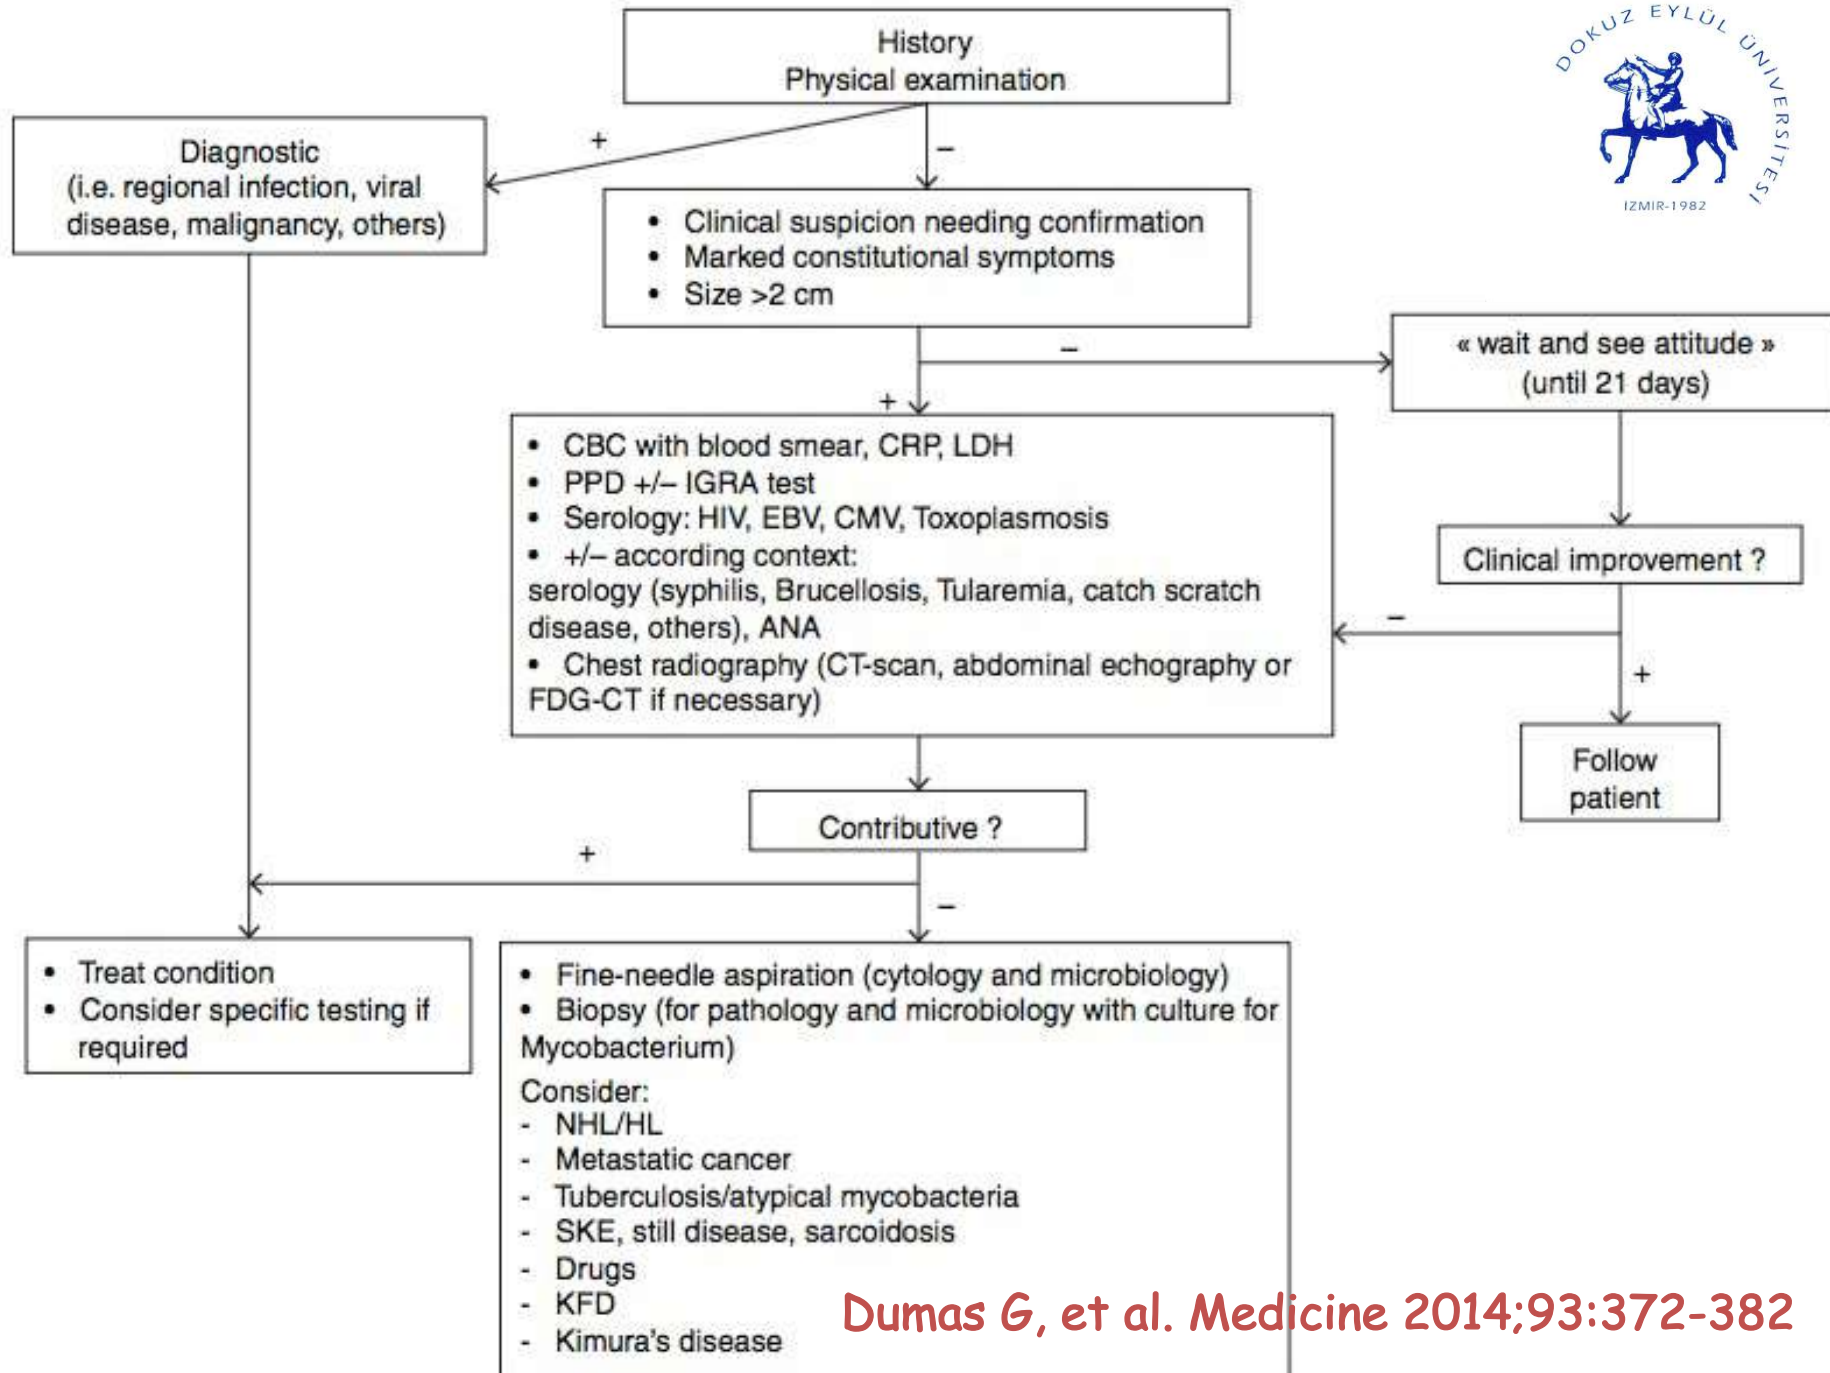 DOKUZ EYLÜL ÜNİVERSİTESİ
IZMIR-1982
History
Physical examination
+
–
Diagnostic
(i.e. regional infection, viral
disease, malignancy, others)
• Clinical suspicion needing confirmation
• Marked constitutional symptoms
• Size >2 cm
–
+
« wait and see attitude »
(until 21 days)
• CBC with blood smear, CRP, LDH
• PPD +/– IGRA test
• Serology: HIV, EBV, CMV, Toxoplasmosis
• +/– according context:
serology (syphilis, Brucellosis, Tularemia, catch scratch
disease, others), ANA
• Chest radiography (CT-scan, abdominal echography or
FDG-CT if necessary)
Clinical improvement ?
–
+
Follow
patient
Contributive ?
+
–
• Treat condition
• Consider specific testing if
required
• Fine-needle aspiration (cytology and microbiology)
• Biopsy (for pathology and microbiology with culture for
Mycobacterium)
Consider:
- NHL/HL
- Metastatic cancer
- Tuberculosis/atypical mycobacteria
- SKE, still disease, sarcoidosis
- Drugs
- KFD
- Kimura's disease
Dumas G, et al. Medicine 2014;93:372-382